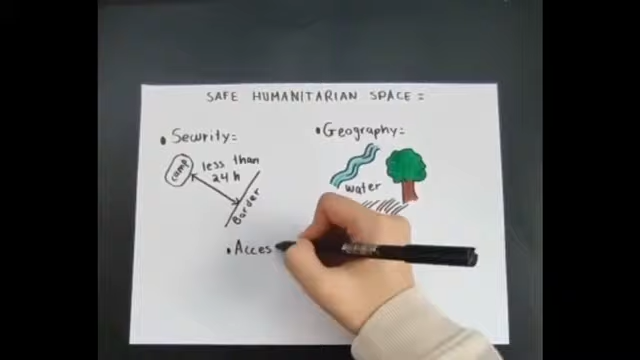 SAFE HUMANITARIAN SPACE:
• Security:
camp
less than
24 h
Border
• Geography:
water
• Acces